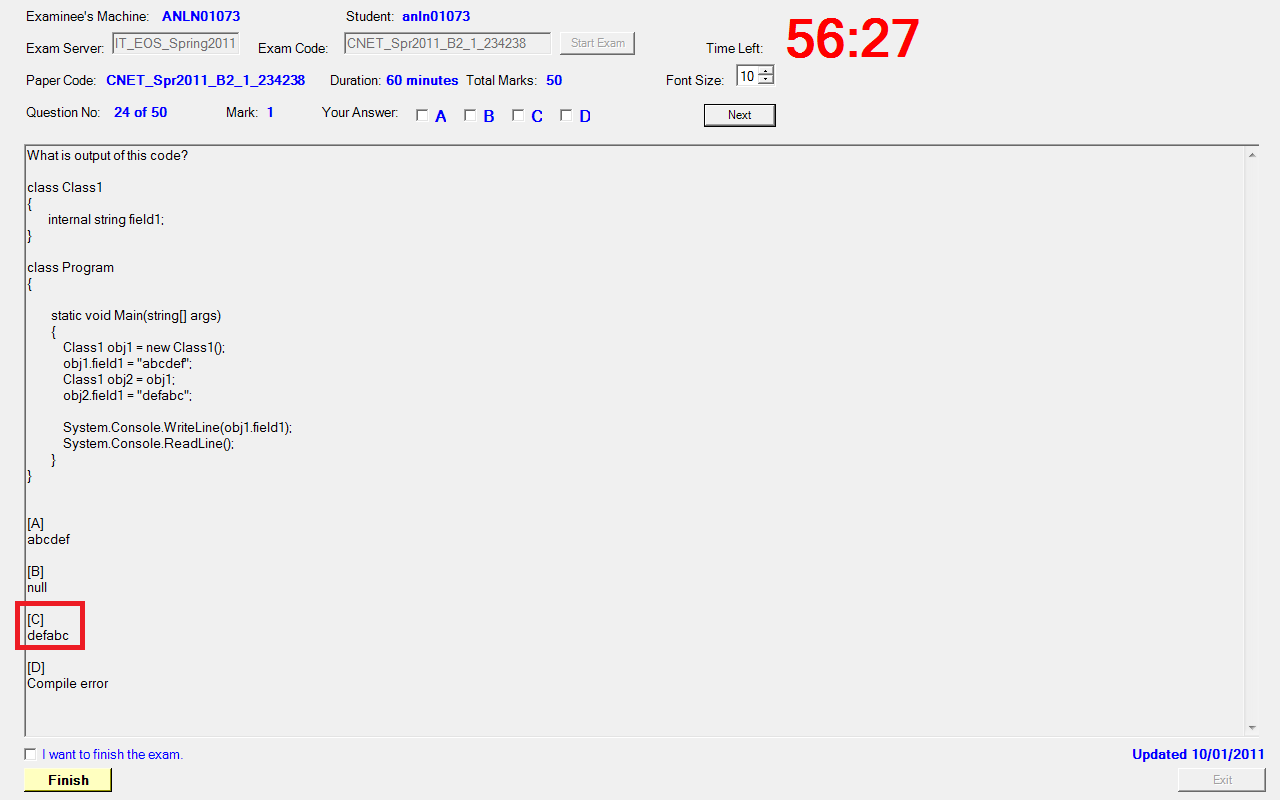 Examinee's Machine: ANLN01073 Student: anln01073
Exam Server: IT_EOS_Spring2011 Exam Code: CNET_Spr2011_B2_1_234238 Start Exam Time Left: 56:27
Paper Code: CNET_Spr2011_B2_1_234238 Duration: 60 minutes Total Marks: 50 Font Size: 10
Question No: 24 of 50 Mark: 1 Your Answer: A B C D Next
What is output of this code?
class Class1
{
internal string field1;
}
class Program
{
static void Main(string[] args)
{
Class1 obj1 = new Class1();
obj1.field1 = "abcdef";
Class1 obj2 = obj1;
obj2.field1 = "defabc";
System.Console.WriteLine(obj1.field1);
System.Console.ReadLine();
}
}
[A]
abcdef
[B]
null
[C]
defabc
[D]
Compile error
I want to finish the exam. Updated 10/01/2011
Finish Exit